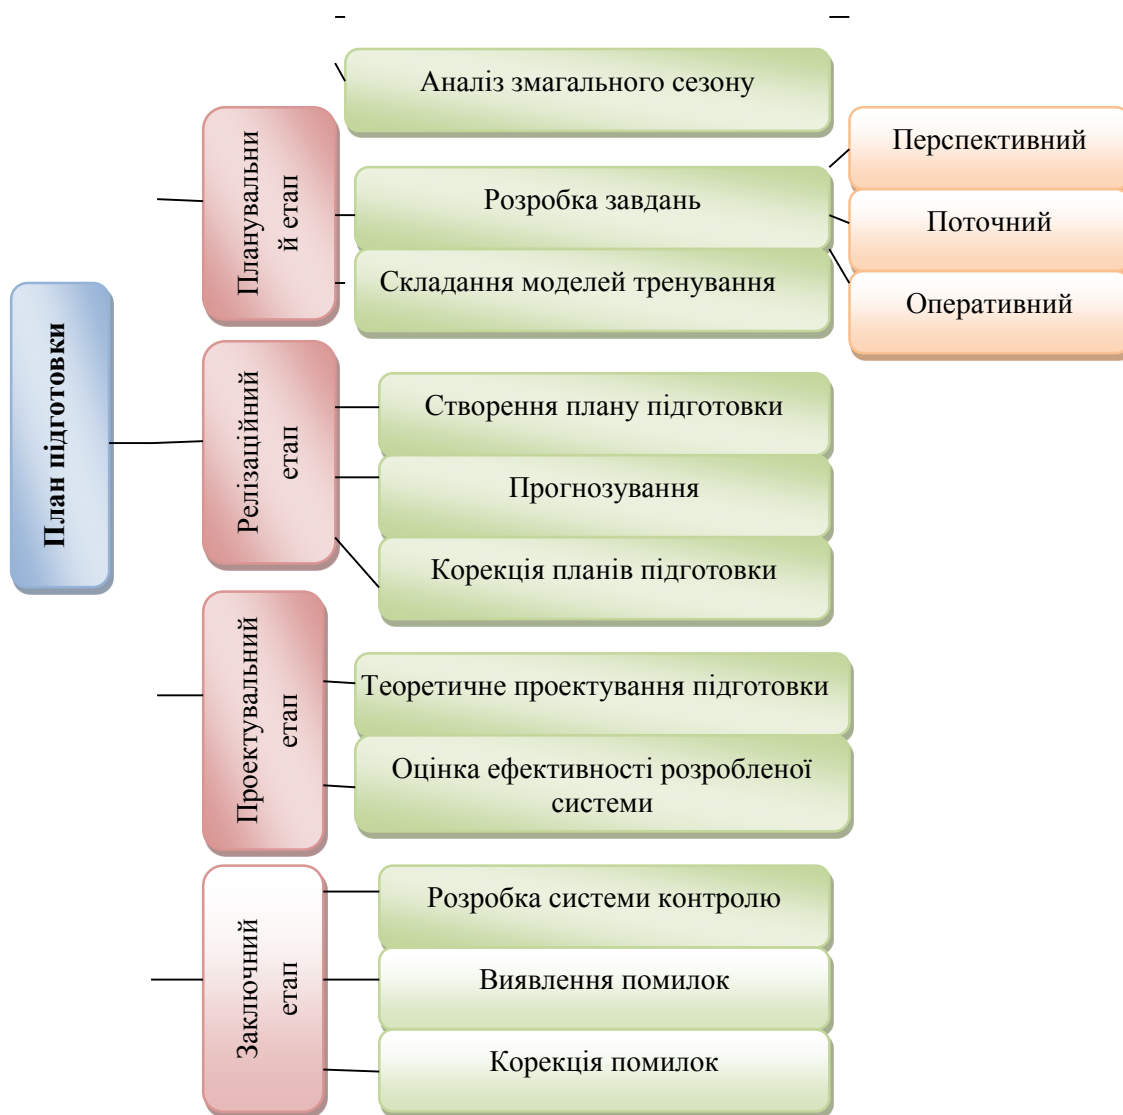 План підготовки
Планувальни
й етап
Аналіз змагального сезону
Розробка завдань
Складання моделей тренування
Перспективний
Поточний
Оперативний
Релізаційний
етап
Створення плану підготовки
Прогнозування
Корекція планів підготовки
Проектувальний
етап
Теоретичне проектування підготовки
Оцінка ефективності розробленої
системи
Заключний
етап
Розробка системи контролю
Виявлення помилок
Корекція помилок